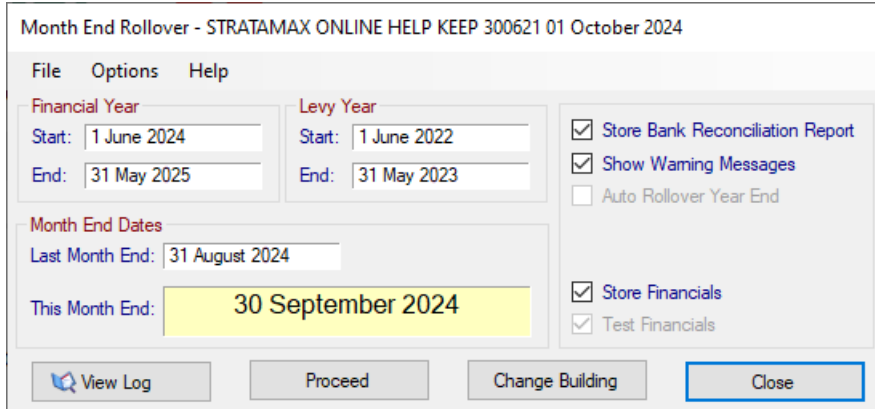 Month End Rollover - STRATAMAX ONLINE HELP KEEP 300621 01 October 2024
File Options Help
Financial Year
Start: 1 June 2024
End: 31 May 2025
Levy Year
Start: 1 June 2022
End: 31 May 2023
Month End Dates
Last Month End: 31 August 2024
This Month End: 30 September 2024
Store Bank Reconciliation Report
Show Warning Messages
Auto Rollover Year End
Store Financials
Test Financials
View Log Proceed Change Building Close